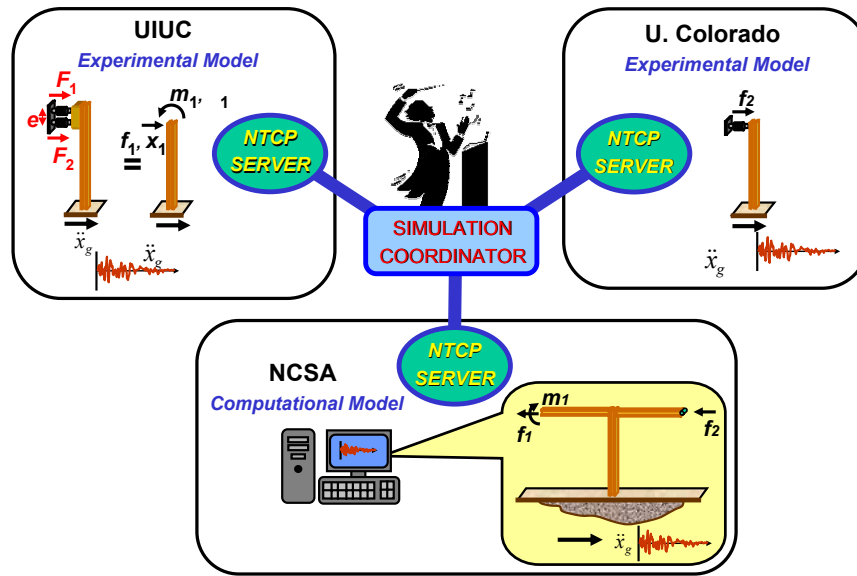 UIUC
Experimental Model
F1
e
F2
m1, 1
f1, x1
=
ẍg
ẍg
NTCP
SERVER
U. Colorado
Experimental Model
f2
NTCP
SERVER
ẍg
SIMULATION
COORDINATOR
NTCP
SERVER
NCSA
Computational Model
m1
f1
f2
ẍg